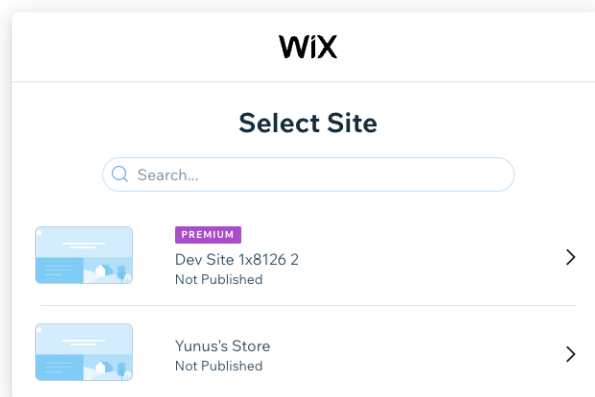 WiX
Select Site
Search...
PREMIUM
Dev Site 1x8126 2
Not Published
Yunus's Store
Not Published